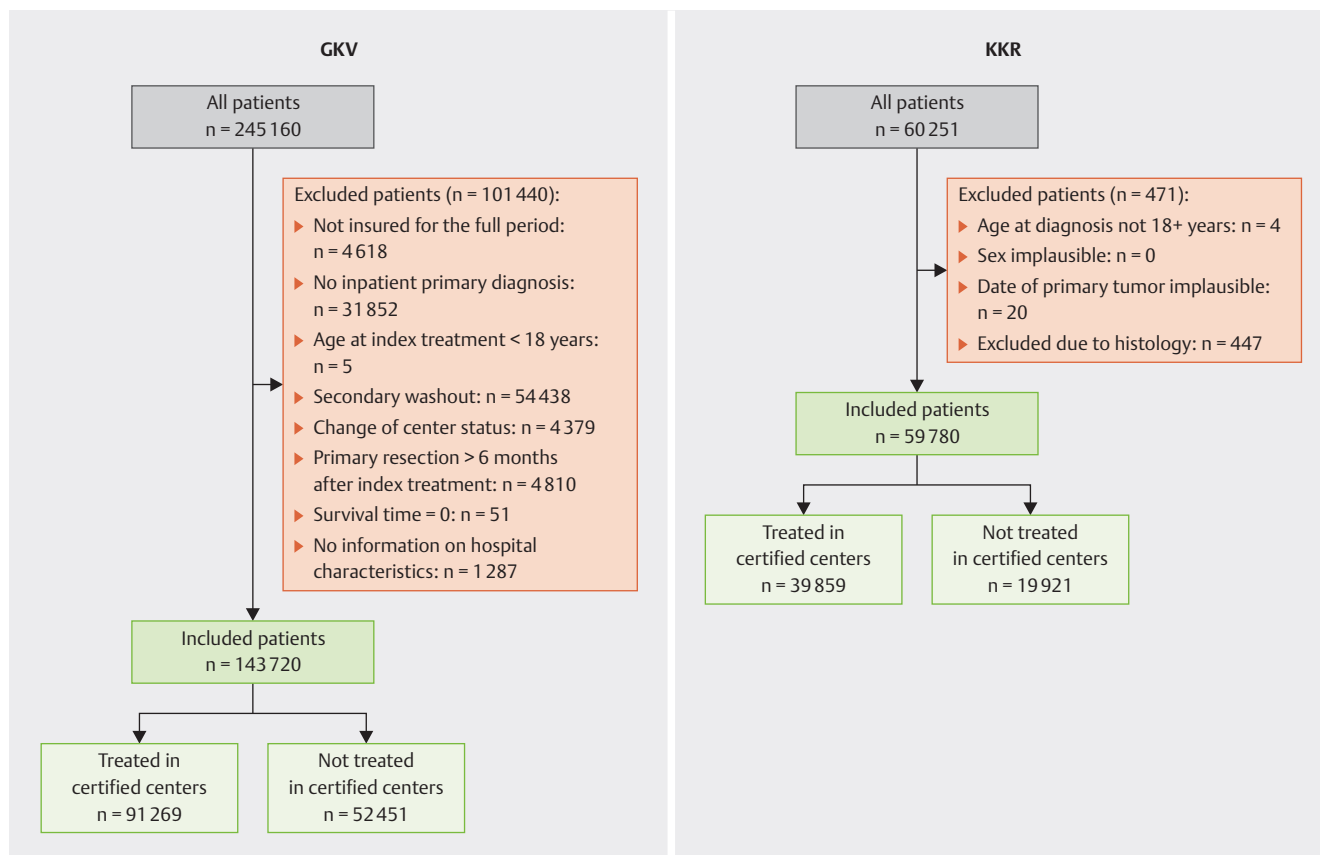 GKV
All patients
n = 245 160
Excluded patients (n = 101 440):
Not insured for the full period:
n = 4 618
No inpatient primary diagnosis:
n = 31 852
Age at index treatment < 18 years:
n = 5
Secondary washout: n = 54 438
Change of center status: n = 4 379
Primary resection > 6 months
after index treatment: n = 4 810
Survival time = 0: n = 51
No information on hospital
characteristics: n = 1 287
Included patients
n = 143 720
Treated in
certified centers
n = 91 269
Not treated
in certified centers
n = 52 451
KKR
All patients
n = 60 251
Excluded patients (n = 471):
Age at diagnosis not 18+ years: n = 4
Sex implausible: n = 0
Date of primary tumor implausible:
n = 20
Excluded due to histology: n = 447
Included patients
n = 59 780
Treated in
certified centers
n = 39 859
Not treated
in certified centers
n = 19 921